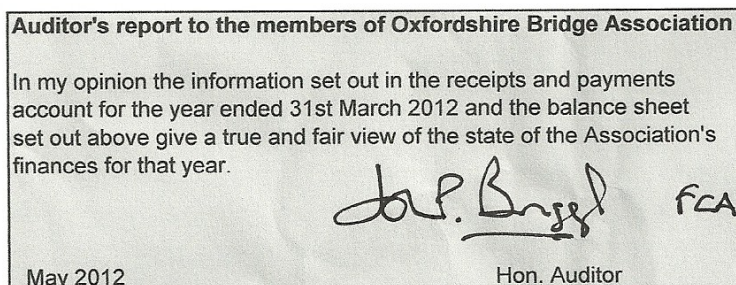 Auditor's report to the members of Oxfordshire Bridge Association
In my opinion the information set out in the receipts and payments
account for the year ended 31st March 2012 and the balance sheet
set out above give a true and fair view of the state of the Association's
finances for that year.
FCA
May 2012 Hon. Auditor